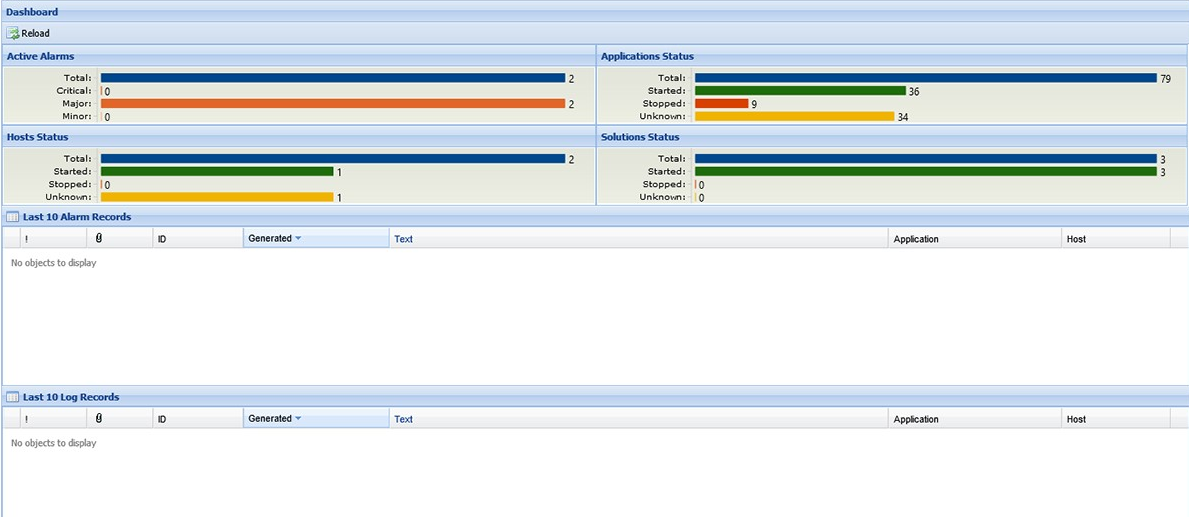 Dashboard
Reload
Active Alarms
Total: 2
Critical: 0
Major: 2
Minor: 0
Applications Status
Total: 79
Started: 36
Stopped: 9
Unknown: 34
Hosts Status
Total: 2
Started: 1
Stopped: 0
Unknown: 1
Solutions Status
Total: 3
Started: 3
Stopped: 0
Unknown: 0
Last 10 Alarm Records
! ID Generated Text Application Host
No objects to display
Last 10 Log Records
! ID Generated Text Application Host
No objects to display